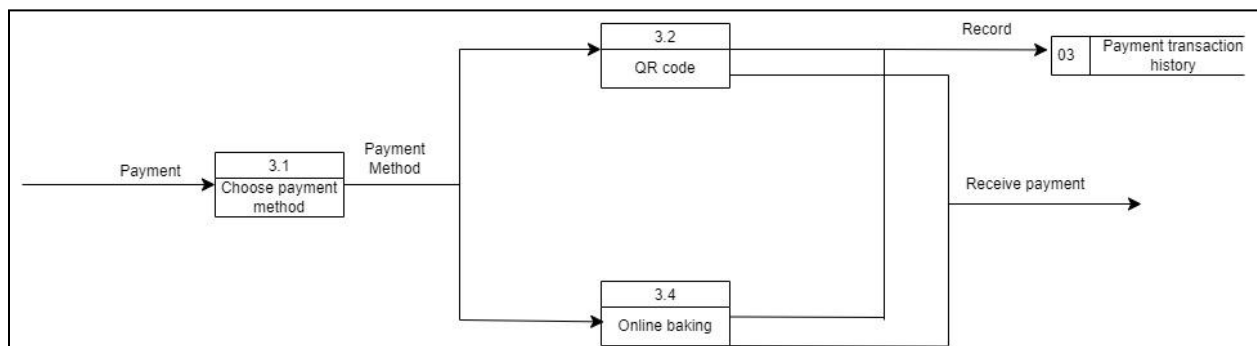 3.2
QR code
Record
03
Payment transaction
history
Payment
3.1
Choose payment
method
Payment
Method
Receive payment
3.4
Online baking